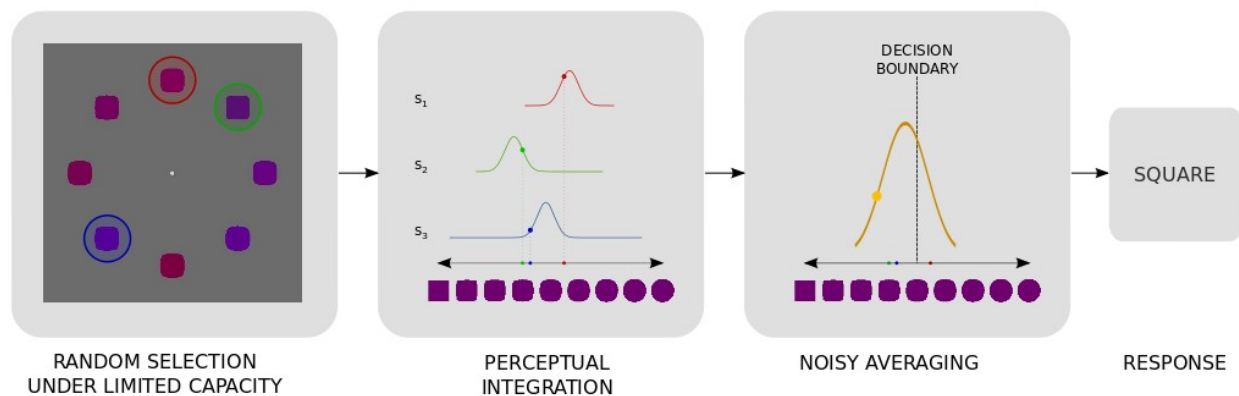 DECISION
BOUNDARY
S1
S2
S3
SQUARE
RANDOM SELECTION
UNDER LIMITED CAPACITY
PERCEPTUAL
INTEGRATION
NOISY AVERAGING
RESPONSE